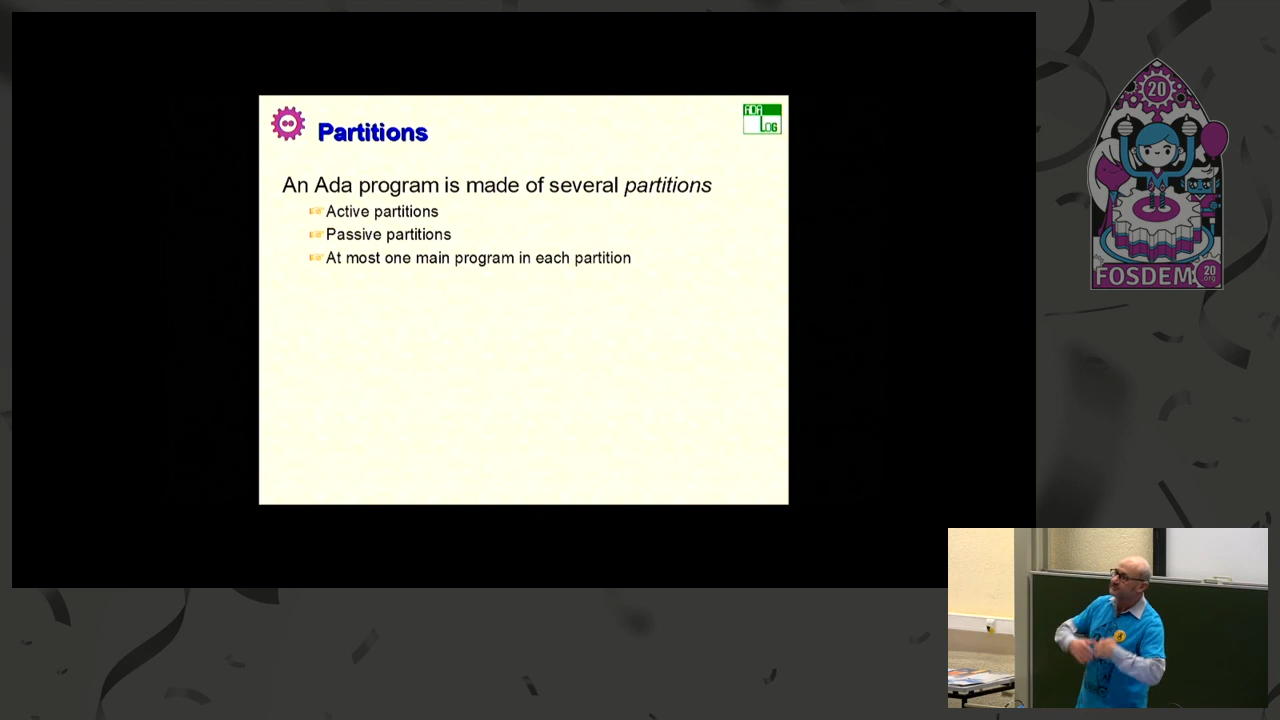 Partitions
ADA
LOG
An Ada program is made of several partitions
Active partitions
Passive partitions
At most one main program in each partition
20
FOSDEM
20
org